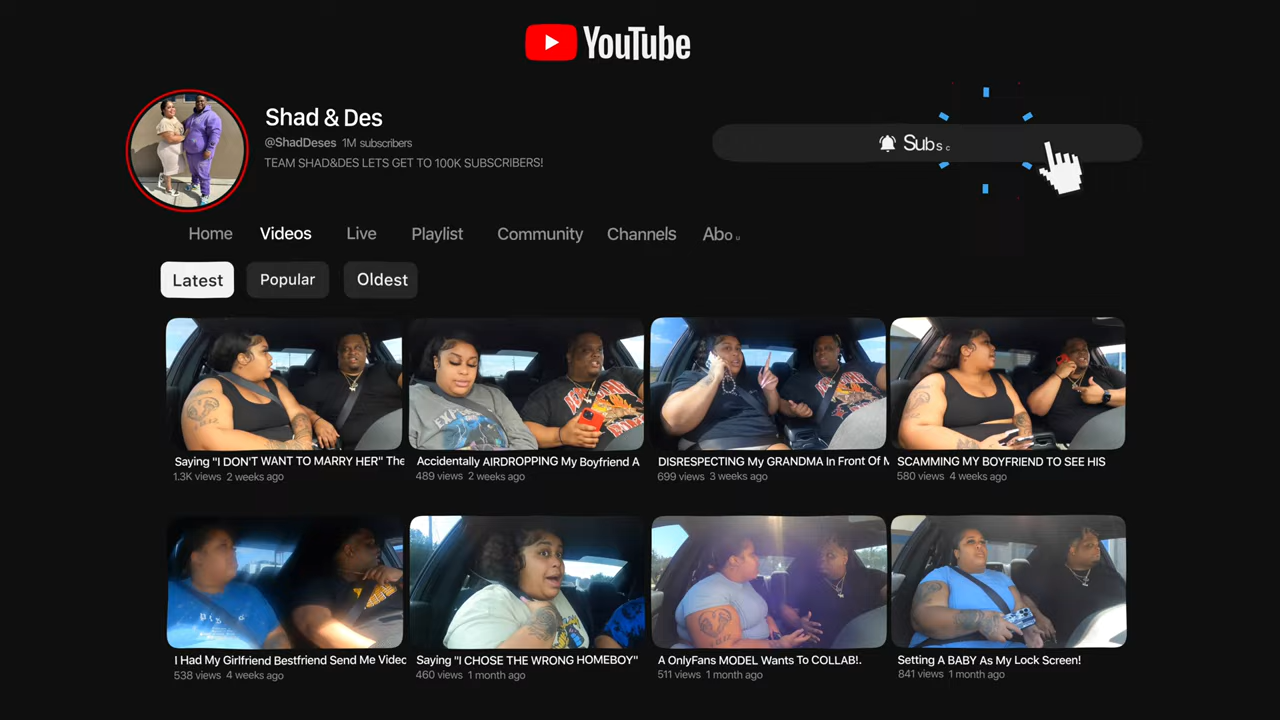 YouTube
Shad & Des
@ShadDeses 1M subscribers
TEAM SHAD&DES LETS GET TO 100K SUBSCRIBERS!
Subsc
Home Videos Live Playlist Community Channels Abou
Latest Popular Oldest
Saying "I DON'T WANT TO MARRY HER" The
Accidentally AIRDROPPING My Boyfriend A
DISRESPECTING My GRANDMA In Front Of M
SCAMMING MY BOYFRIEND TO SEE HIS
1.3K views 2 weeks ago
489 views 2 weeks ago
699 views 3 weeks ago
580 views 4 weeks ago
I Had My Girlfriend Bestfriend Send Me Videc
Saying "I CHOSE THE WRONG HOMEBOY"
A OnlyFans MODEL Wants To COLLAB!.
Setting A BABY As My Lock Screen!
538 views 4 weeks ago
460 views 1 month ago
511 views 1 month ago
841 views 1 month ago